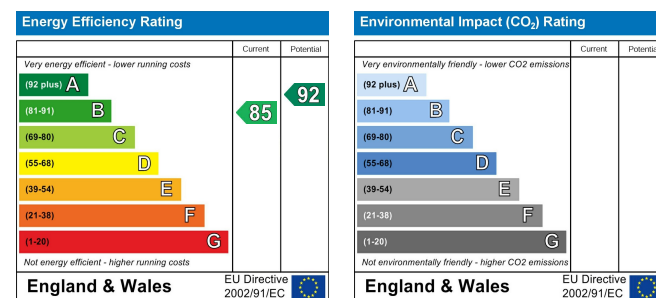 Energy Efficiency Rating
Current Potential
Very energy efficient - lower running costs
(92 plus) A
(81-91) B
(69-80) C
(55-68) D
(39-54) E
(21-38) F
(1-20) G
85
92
Not energy efficient - higher running costs
England & Wales
EU Directive
2002/91/EC
Environmental Impact (CO₂) Rating
Current Potentia
Very environmentally friendly - lower CO2 emissions
(92 plus) A
(81-91) B
(69-80) C
(55-68) D
(39-54) E
(21-38) F
(1-20) G
Not environmentally friendly - higher CO2 emissions
England & Wales
EU Directive
2002/91/EC